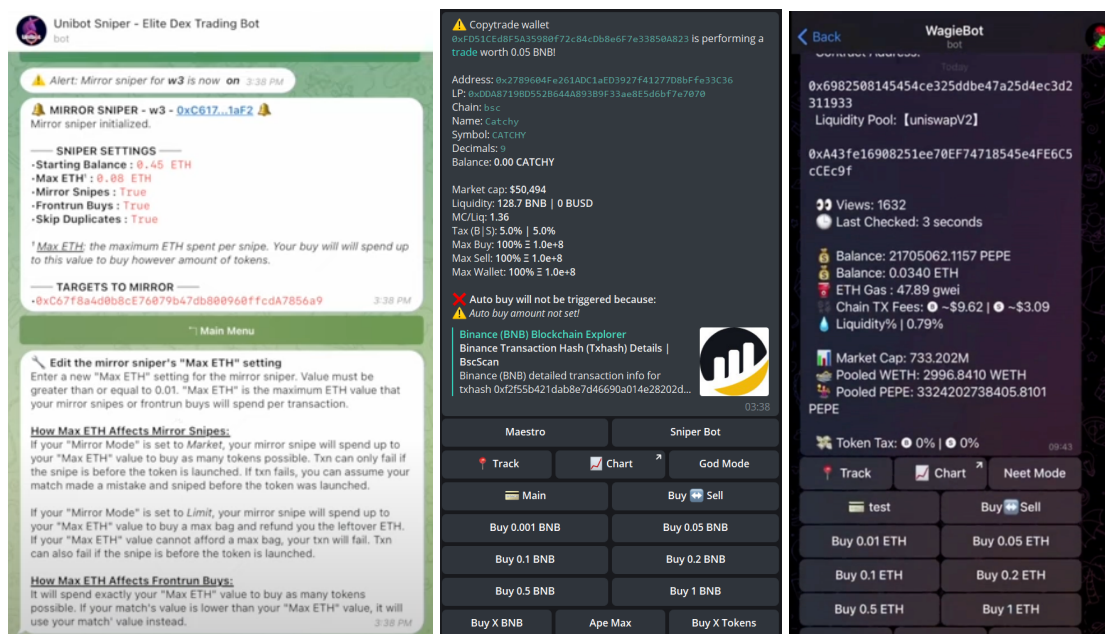 Unibot Sniper - Elite Dex Trading Bot
bot
⚠️ Alert: Mirror sniper for w3 is now on 3:38 PM
🔔 MIRROR SNIPER - w3 - 0xC617...1aF2 🔔
Mirror sniper initialized.
—— SNIPER SETTINGS ——
•Starting Balance : 0.45 ETH
•Max ETH¹ : 0.08 ETH
•Mirror Snipes : True
•Frontrun Buys : True
•Skip Duplicates : True
¹ Max ETH: the maximum ETH spent per snipe. Your buy will will spend up
to this value to buy however amount of tokens.
—— TARGETS TO MIRROR ——
•0xC67f8a4d0b8cE76079b47db800960ffcdA7856a9 3:38 PM
Main Menu
🔧 Edit the mirror sniper's "Max ETH" setting
Enter a new "Max ETH" setting for the mirror sniper. Value must be
greater than or equal to 0.01. "Max ETH" is the maximum ETH value that
your mirror snipes or frontrun buys will spend per transaction.
How Max ETH Affects Mirror Snipes:
If your "Mirror Mode" is set to Market, your mirror snipe will spend up to
your "Max ETH" value to buy as many tokens possible. Txn can only fail if
the snipe is before the token is launched. If txn fails, you can assume your
match made a mistake and sniped before the token was launched.
If your "Mirror Mode" is set to Limit, your mirror snipe will spend up to
your "Max ETH" value to buy a max bag and refund you the leftover ETH.
If your "Max ETH" value cannot afford a max bag, your txn will fail. Txn
can also fail if the snipe is before the token is launched.
How Max ETH Affects Frontrun Buys:
It will spend exactly your "Max ETH" value to buy as many tokens
possible. If your match's value is lower than your "Max ETH" value, it will
use your match' value instead. 3:38 PM
⚠️ Copytrade wallet
0xFD51CEd8F5A35980f72c84cDb8e6F7e33850A823 is performing a
trade worth 0.05 BNB!
Address: 0x2789604Fe261ADC1aED3927f41277D8bFfe33C36
LP: 0xDDA8719BD552B644A893B9F33ae8E5d6bf7e7070
Chain: bsc
Name: Catchy
Symbol: CATCHY
Decimals: 9
Balance: 0.00 CATCHY
Market cap: $50,494
Liquidity: 128.7 BNB | 0 BUSD
MC/Liq: 1.36
Tax (B|S): 5.0% | 5.0%
Max Buy: 100% Ξ 1.0e+8
Max Sell: 100% Ξ 1.0e+8
Max Wallet: 100% Ξ 1.0e+8
❌ Auto buy will not be triggered because:
⚠️ Auto buy amount not set!
Binance (BNB) Blockchain Explorer
Binance Transaction Hash (Txhash) Details |
BscScan
Binance (BNB) detailed transaction info for
txhash 0xf2f55b421dab8e7d46690a014e28202d...
03:38
Maestro Sniper Bot
📍 Track 📈 Chart ↗ God Mode
💳 Main Buy ↔️ Sell
Buy 0.001 BNB Buy 0.05 BNB
Buy 0.1 BNB Buy 0.2 BNB
Buy 0.5 BNB Buy 1 BNB
Buy X BNB Ape Max Buy X Tokens
Back WagieBot
bot
Today
0x6982508145454ce325ddbe47a25d4ec3d2
311933
Liquidity Pool:【uniswapV2】
0xA43fe16908251ee70EF74718545e4FE6C5
cCEc9f
👀 Views: 1632
🕒 Last Checked: 3 seconds
💰 Balance: 21705062.1157 PEPE
💰 Balance: 0.0340 ETH
ETH Gas : 47.89 gwei
Chain TX Fees: B ~$9.62 | S ~$3.09
💧 Liquidity% | 0.79%
📊 Market Cap: 733.202M
Pooled WETH: 2996.8410 WETH
Pooled PEPE: 3324202738405.8101
PEPE
💸 Token Tax: B 0% | S 0%
09:43
📍 Track 📈 Chart ↗ Neet Mode
💳 test Buy ↔️ Sell
Buy 0.01 ETH Buy 0.05 ETH
Buy 0.1 ETH Buy 0.2 ETH
Buy 0.5 ETH Buy 1 ETH